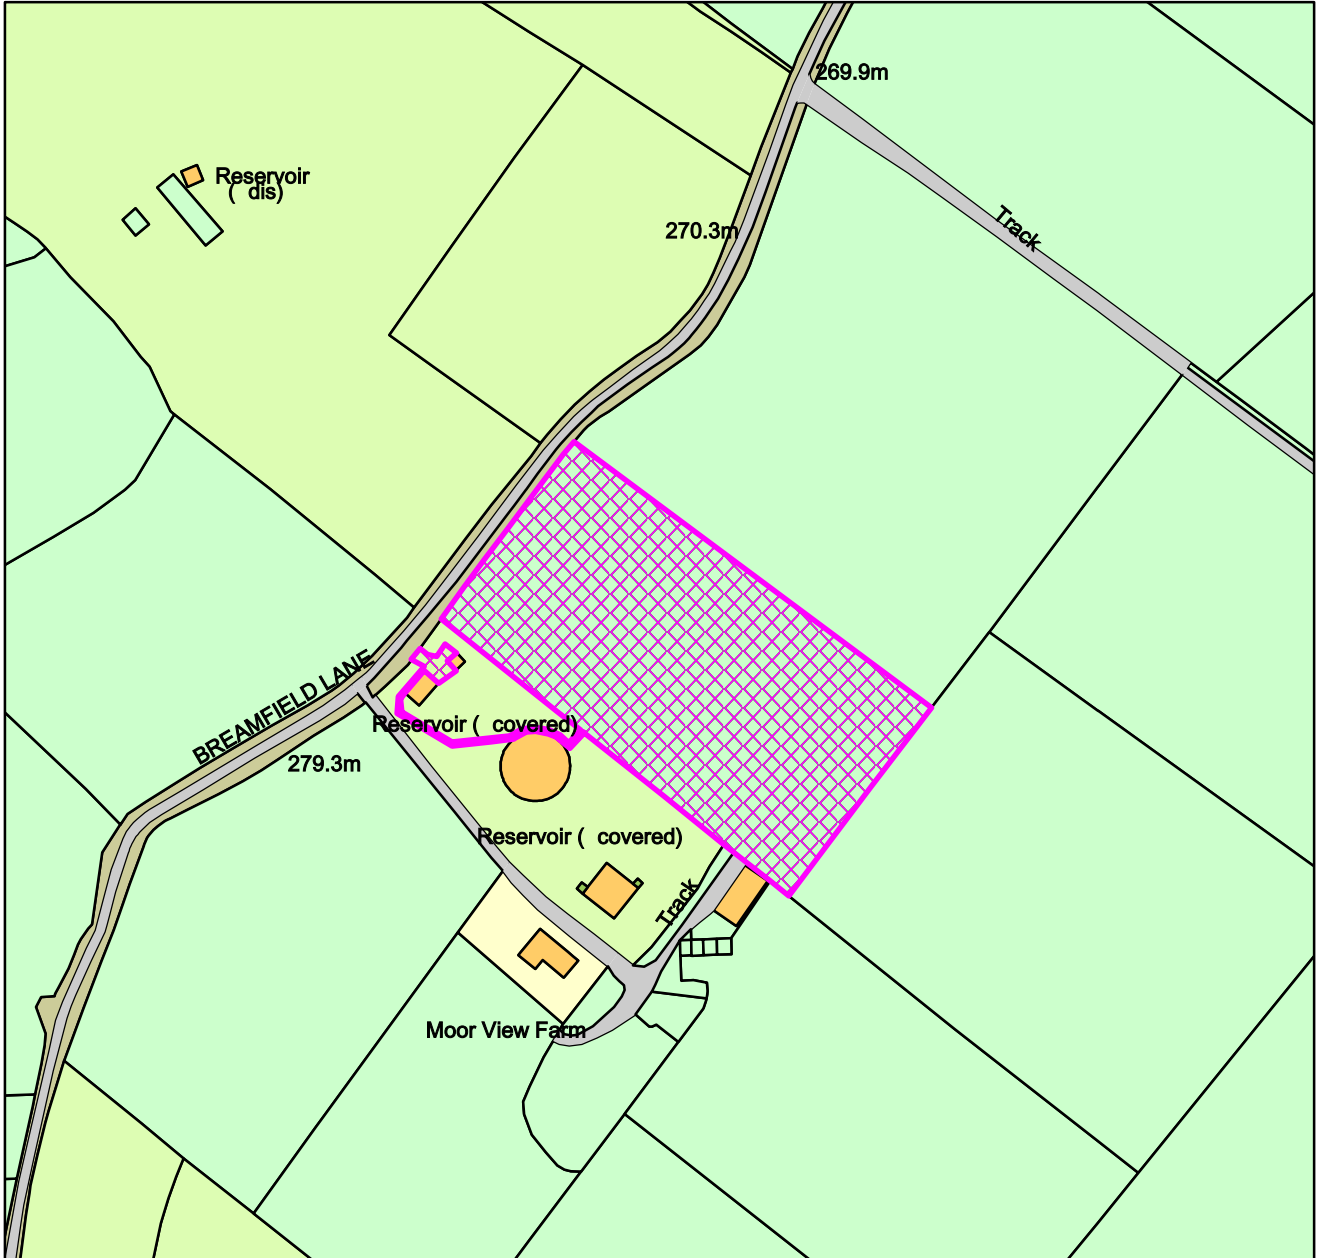 269.9m
Reservoir
( dis)
Track
270.3m
BREAMFIELD LANE
Reservoir ( covered)
279.3m
Reservoir ( covered)
Track
Moor View Farm